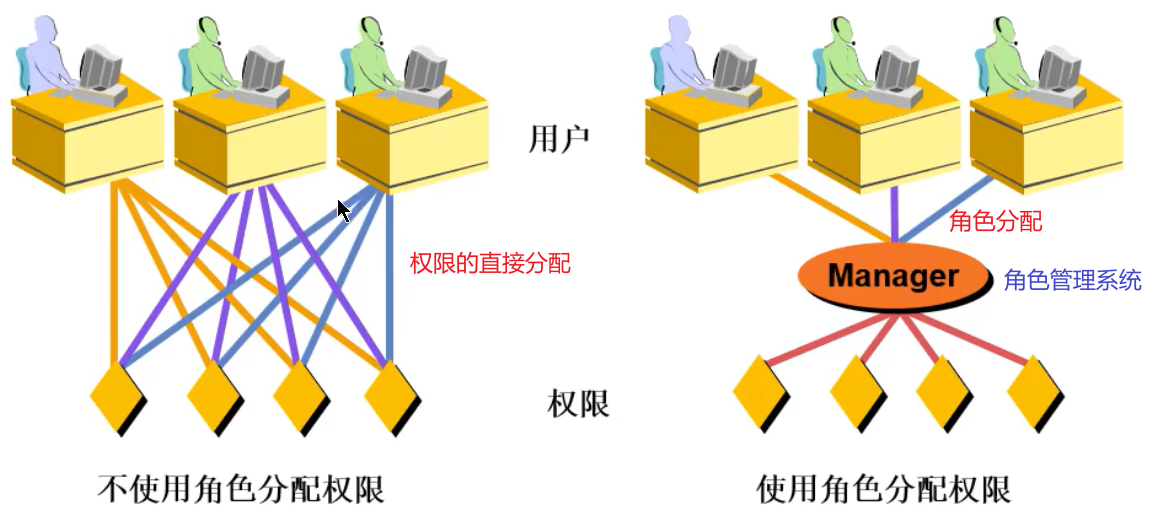 用户
角色分配
权限的直接分配
Manager
角色管理系统
权限
不使用角色分配权限
使用角色分配权限